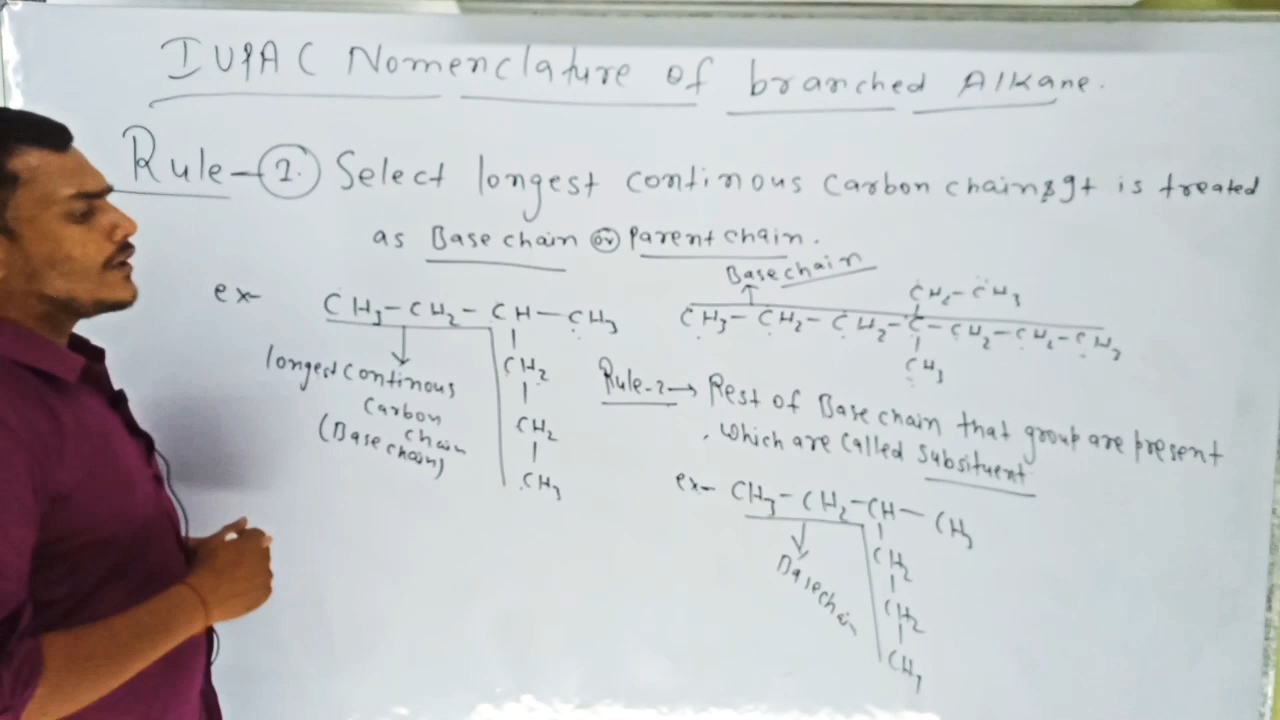 IUPAC Nomenclature of branched Alkane.
Rule-1. Select longest continous carbon chain & It is treated
as Base chain or Parent chain.
Base chain
ex- CH3-CH2-CH-CH3
CH2
CH2
CH3
longest continous
carbon
chain
(Base chain)
CH2-CH3
CH3-CH2-CH2-C-CH2-CH2-CH3
CH3
Rule-2→ Rest of Base chain that group are present
, which are called subsituent
ex- CH3-CH2-CH-CH3
CH2
CH2
CH3
Base chain